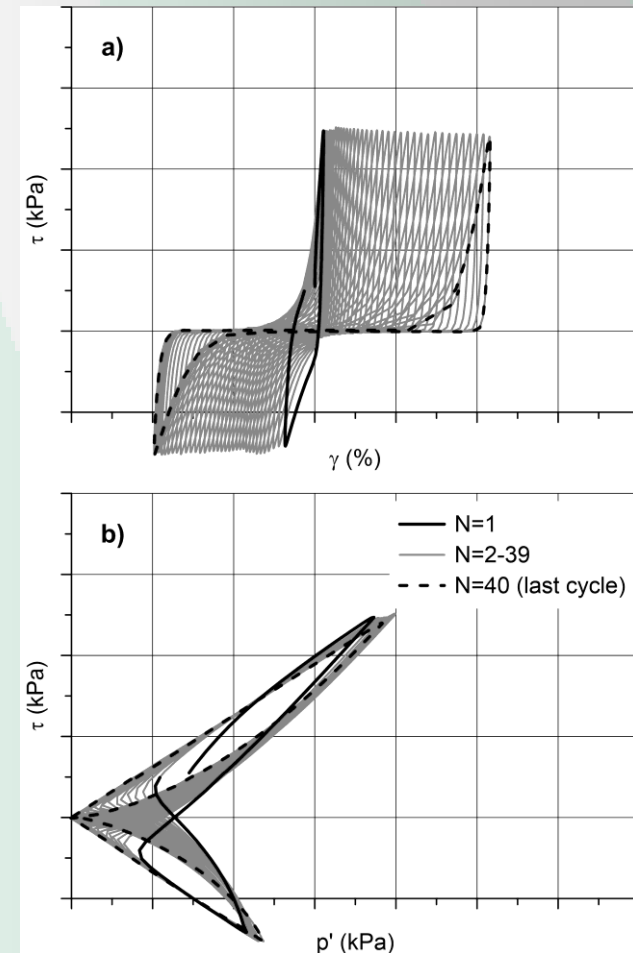 a)
τ (kPa)
γ (%)
b)
N=1
N=2-39
N=40 (last cycle)
τ (kPa)
p' (kPa)